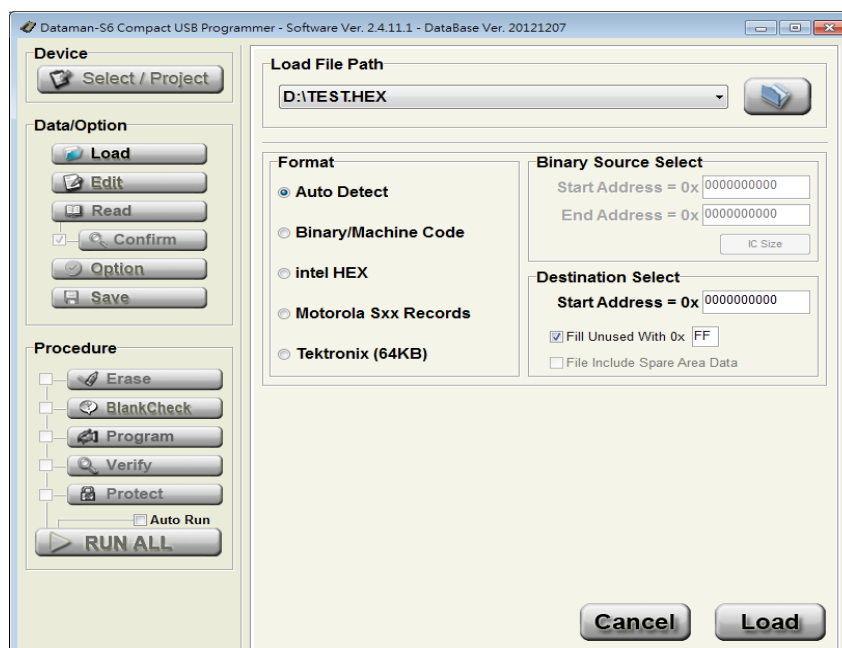 Dataman-S6 Compact USB Programmer - Software Ver. 2.4.11.1 - DataBase Ver. 20121207
Device
Select / Project
Data/Option
Load
Edit
Read
Confirm
Option
Save
Procedure
Erase
BlankCheck
Program
Verify
Protect
Auto Run
RUN ALL
Load File Path
D:\TEST.HEX
Format
Auto Detect
Binary/Machine Code
intel HEX
Motorola Sxx Records
Tektronix (64KB)
Binary Source Select
Start Address = 0x 0000000000
End Address = 0x 0000000000
IC Size
Destination Select
Start Address = 0x 0000000000
Fill Unused With 0x FF
File Include Spare Area Data
Cancel Load